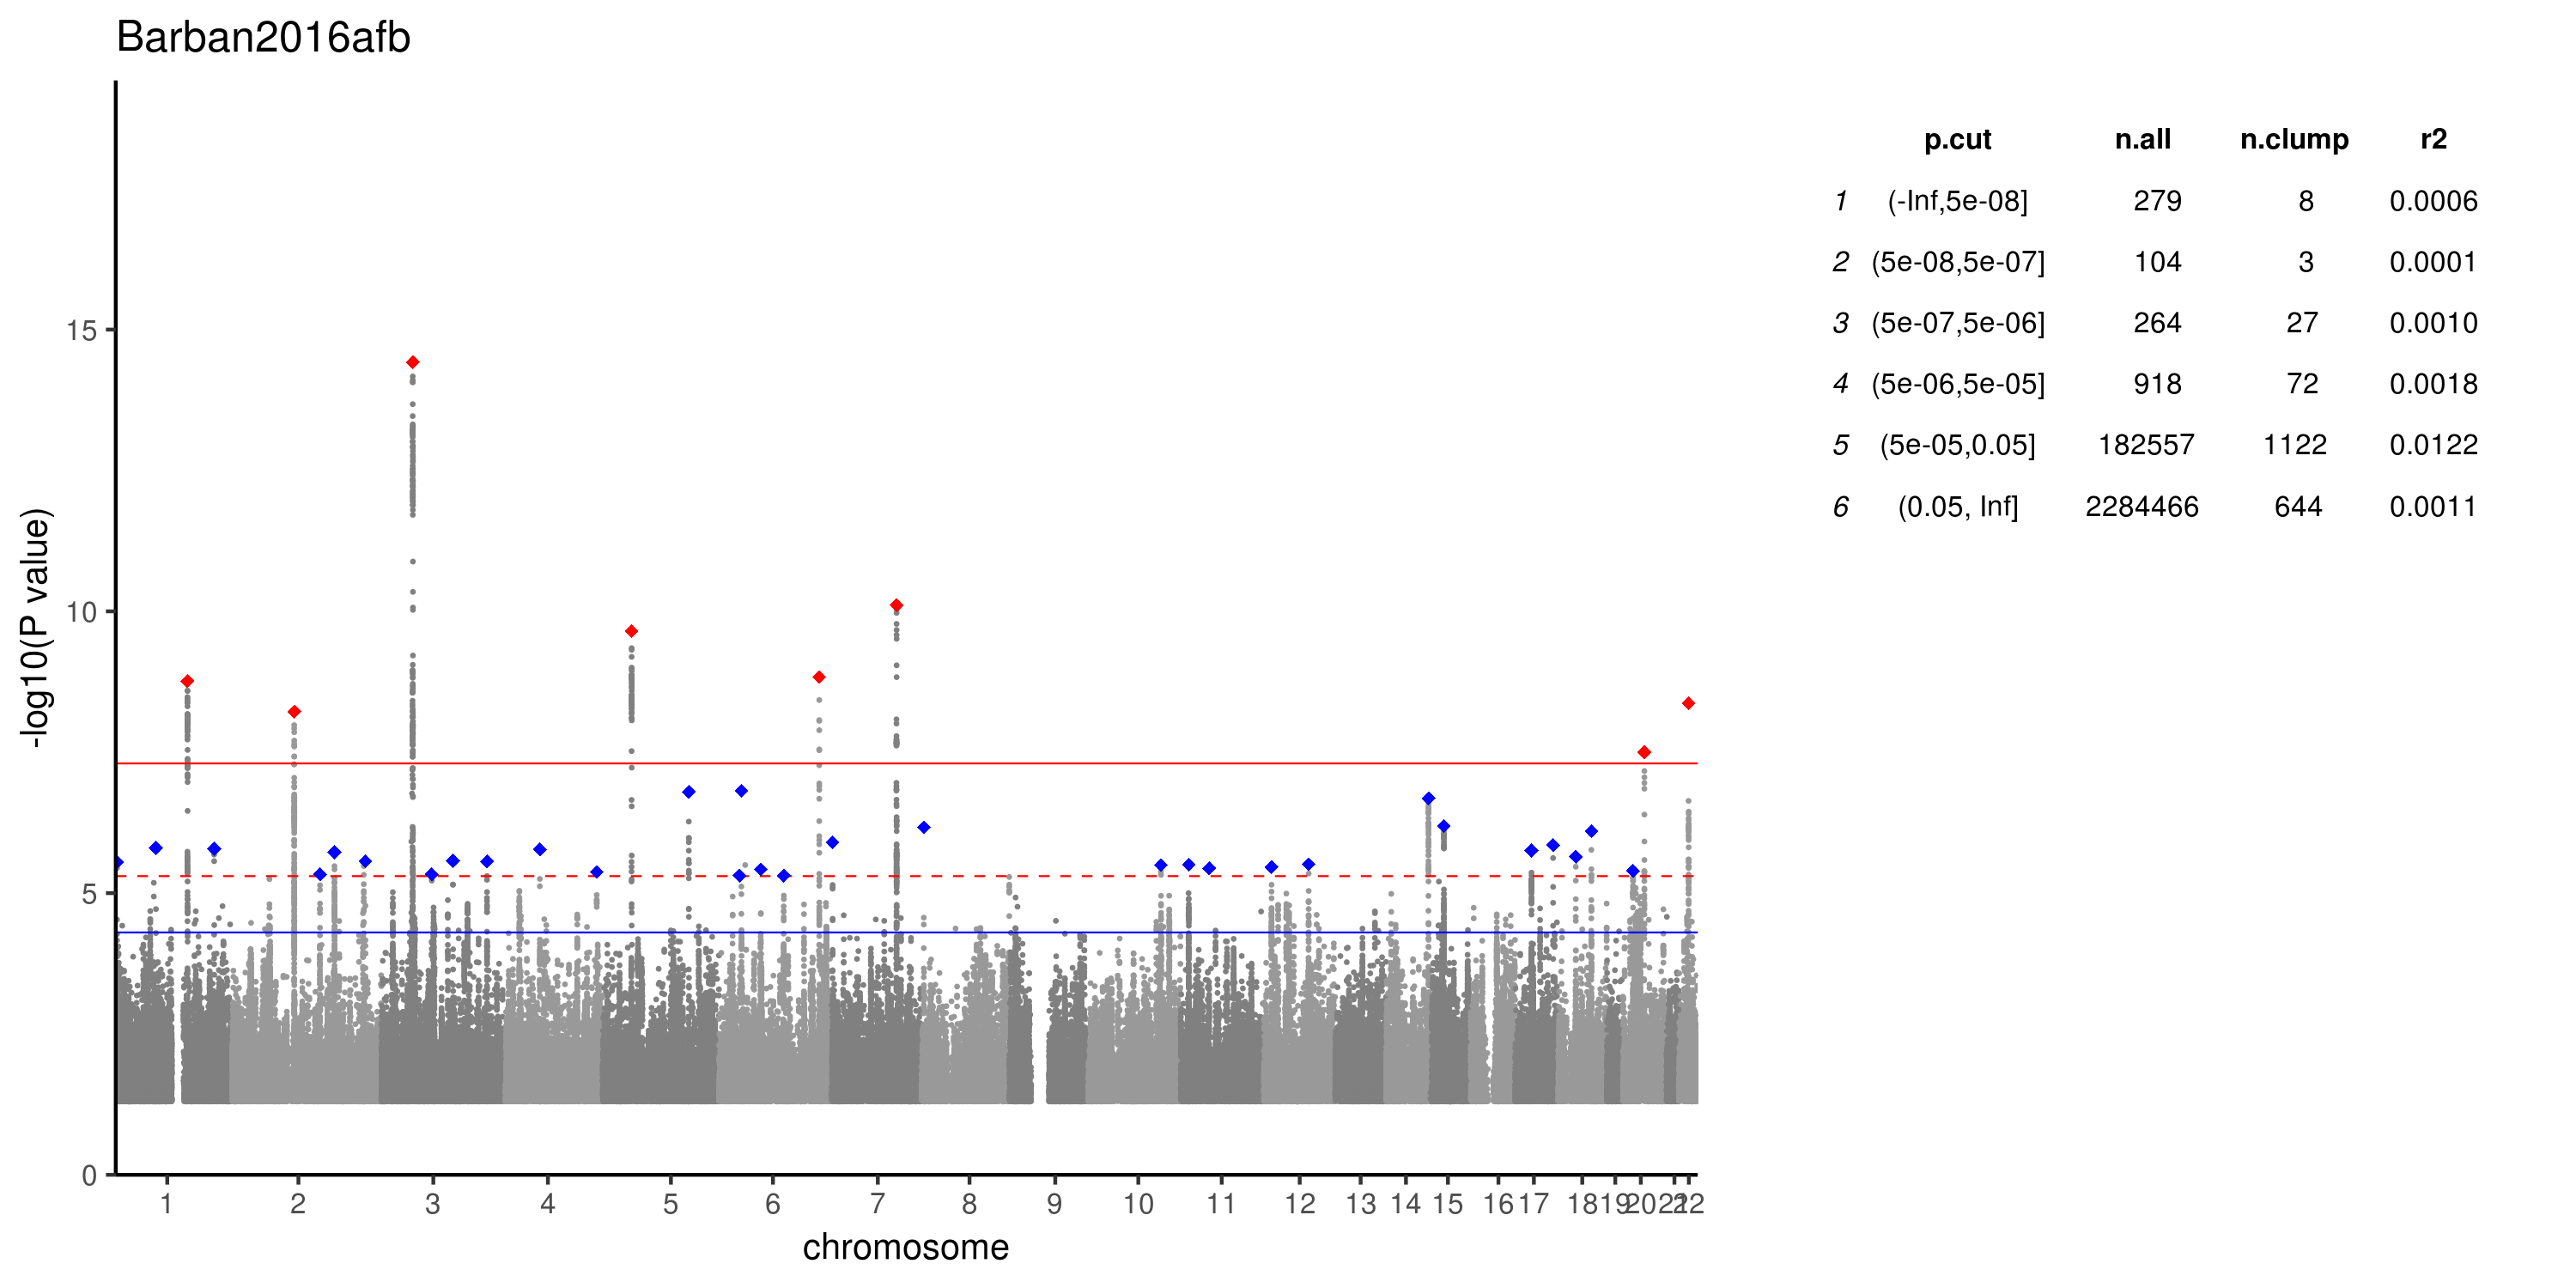 Barban2016afb
p.cut n.all n.clump r2
1 (-Inf,5e-08] 279 8 0.0006
2 (5e-08,5e-07] 104 3 0.0001
3 (5e-07,5e-06] 264 27 0.0010
4 (5e-06,5e-05] 918 72 0.0018
5 (5e-05,0.05] 182557 1122 0.0122
6 (0.05, Inf] 2284466 644 0.0011
-log10(P value)
15
10
5
0
1 2 3 4 5 6 7 8 9 10 11 12 13 14 15 16 17 18 19 20 21 22
chromosome